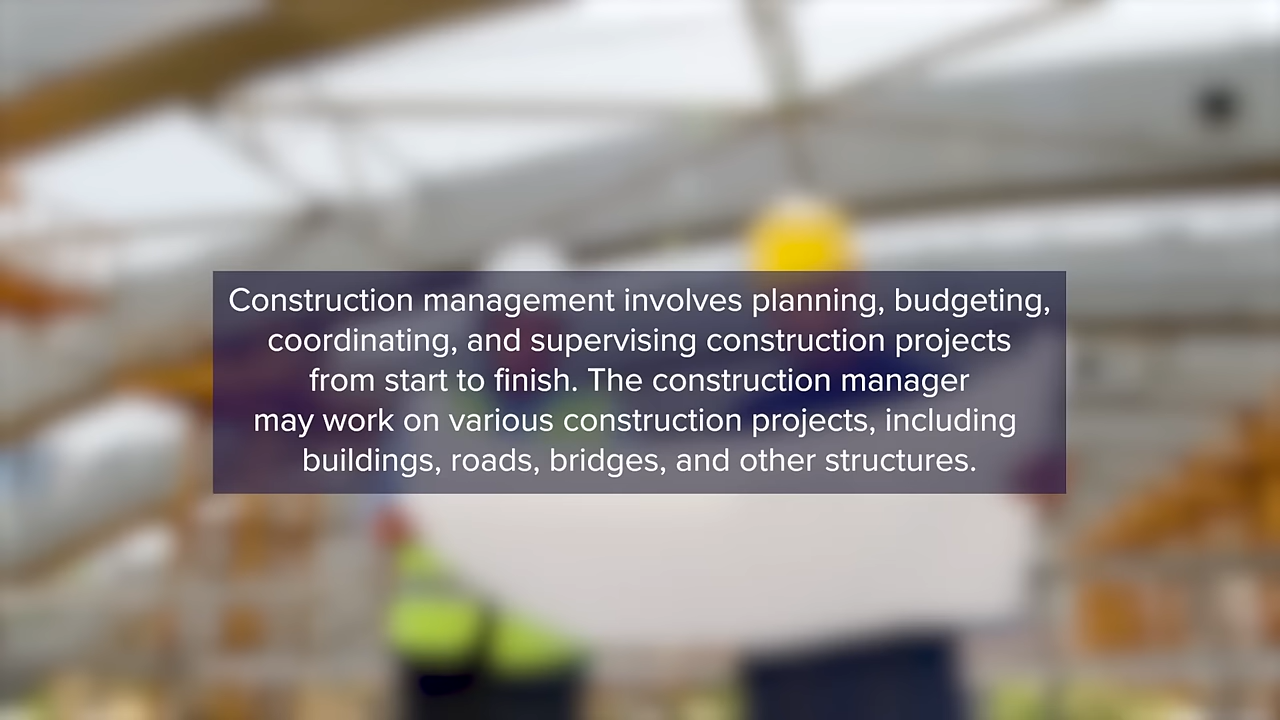 Construction management involves planning, budgeting,
coordinating, and supervising construction projects
from start to finish. The construction manager
may work on various construction projects, including
buildings, roads, bridges, and other structures.